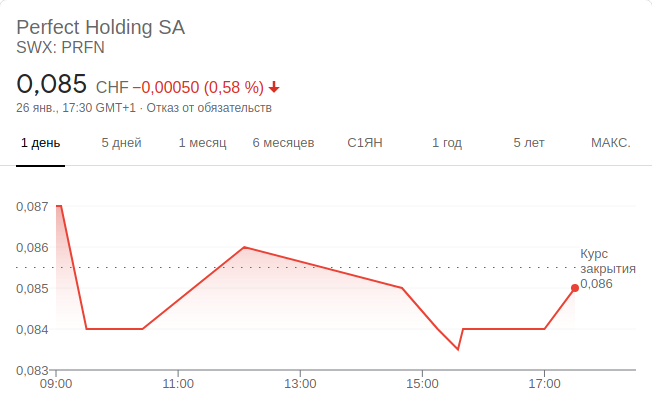 Perfect Holding SA
SWX: PRFN
0,085 CHF −0,00050 (0,58 %)
26 янв., 17:30 GMT+1 · Отказ от обязательств
1 день 5 дней 1 месяц 6 месяцев С1ЯН 1 год 5 лет МАКС.
0,087
0,086
Курс
закрытия
0,086
0,085
0,084
0,083
09:00 11:00 13:00 15:00 17:00